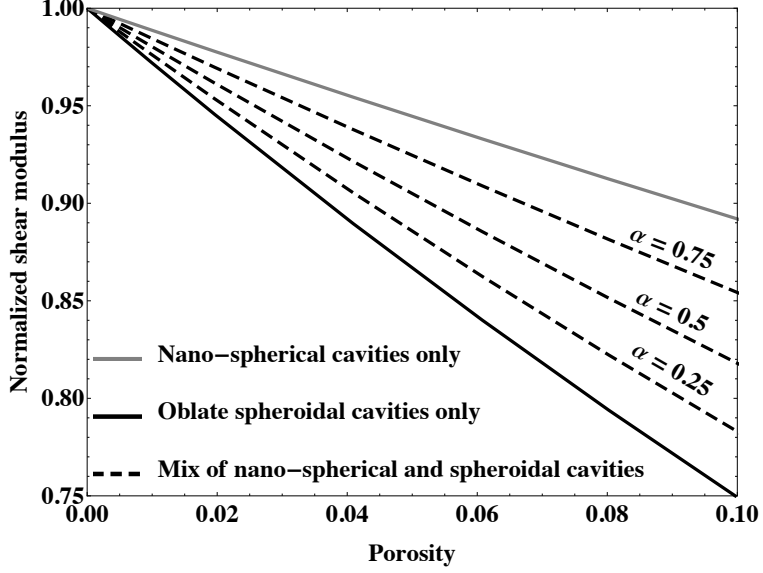 1.00
0.95
0.90
0.85
0.80
0.75
Normalized shear modulus
α = 0.75
α = 0.5
α = 0.25
Nano−spherical cavities only
Oblate spheroidal cavities only
Mix of nano−spherical and spheroidal cavities
0.00 0.02 0.04 0.06 0.08 0.10
Porosity